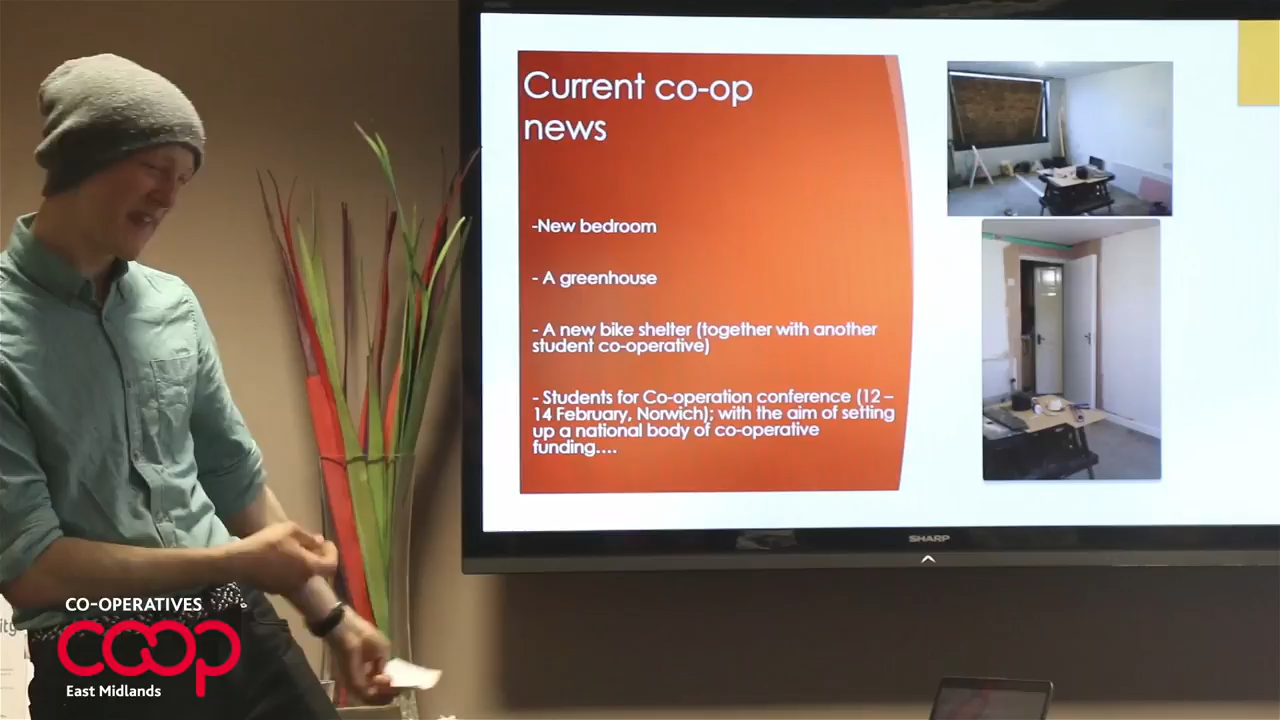 Current co-op
news
-New bedroom
- A greenhouse
- A new bike shelter (together with another
student co-operative)
- Students for Co-operation conference (12 –
14 February, Norwich); with the aim of setting
up a national body of co-operative
funding....
SHARP
CO-OPERATIVES
coop
East Midlands